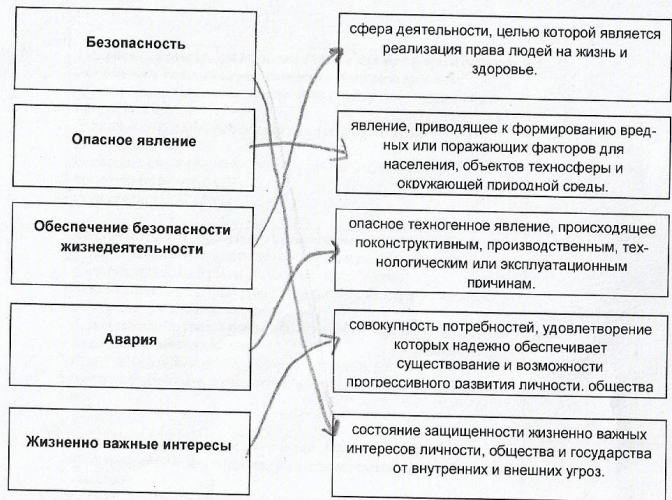 Безопасность
сфера деятельности, целью которой является
реализация права людей на жизнь и
здоровье.
Опасное явление
явление, приводящее к формированию вред-
ных или поражающих факторов для
населения, объектов техносферы и
окружающей природной среды.
Обеспечение безопасности
жизнедеятельности
опасное техногенное явление, происходящее
поконструктивным, производственным, тех-
нологическим или эксплуатационным
причинам.
Авария
совокупность потребностей, удовлетворение
которых надежно обеспечивает
существование и возможности
прогрессивного развития личности, общества
Жизненно важные интересы
состояние защищенности жизненно важных
интересов личности, общества и государства
от внутренних и внешних угроз.